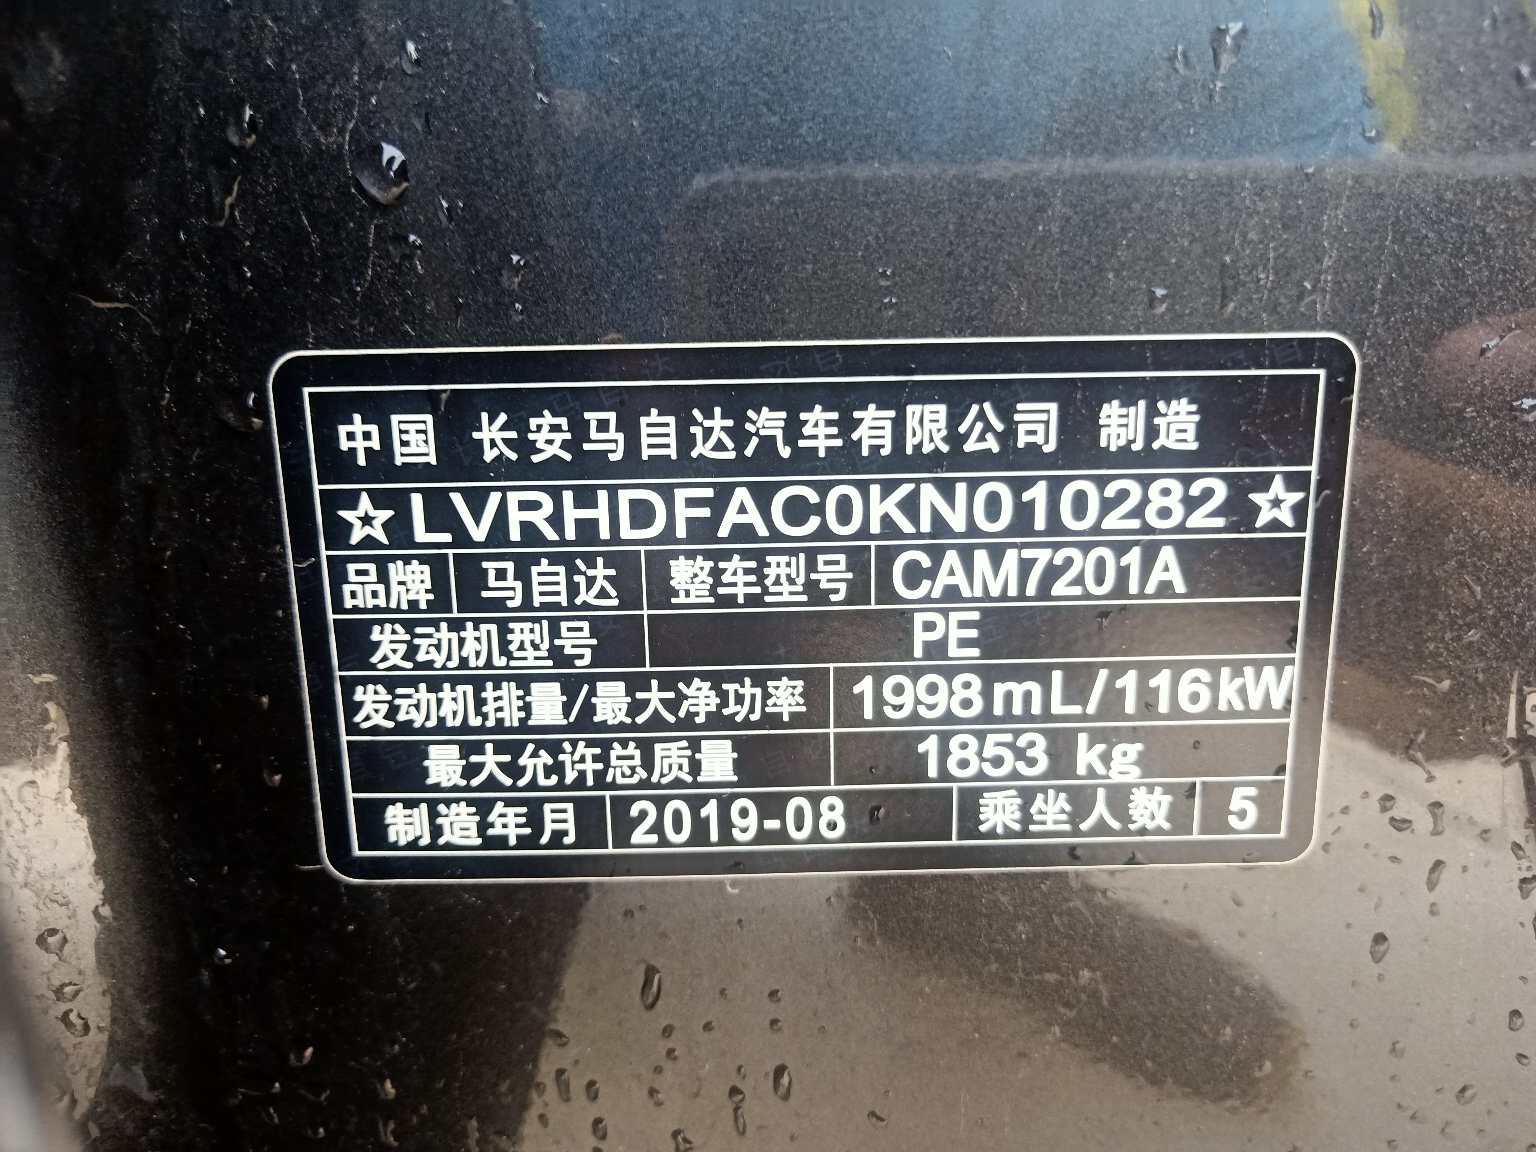 中国 长安马自达汽车有限公司 制造
☆LVRHDFAC0KN010282☆
品牌 马自达 整车型号 CAM7201A
发动机型号 PE
发动机排量/最大净功率 1998mL/116kW
最大允许总质量 1853 kg
制造年月 2019-08 乘坐人数 5